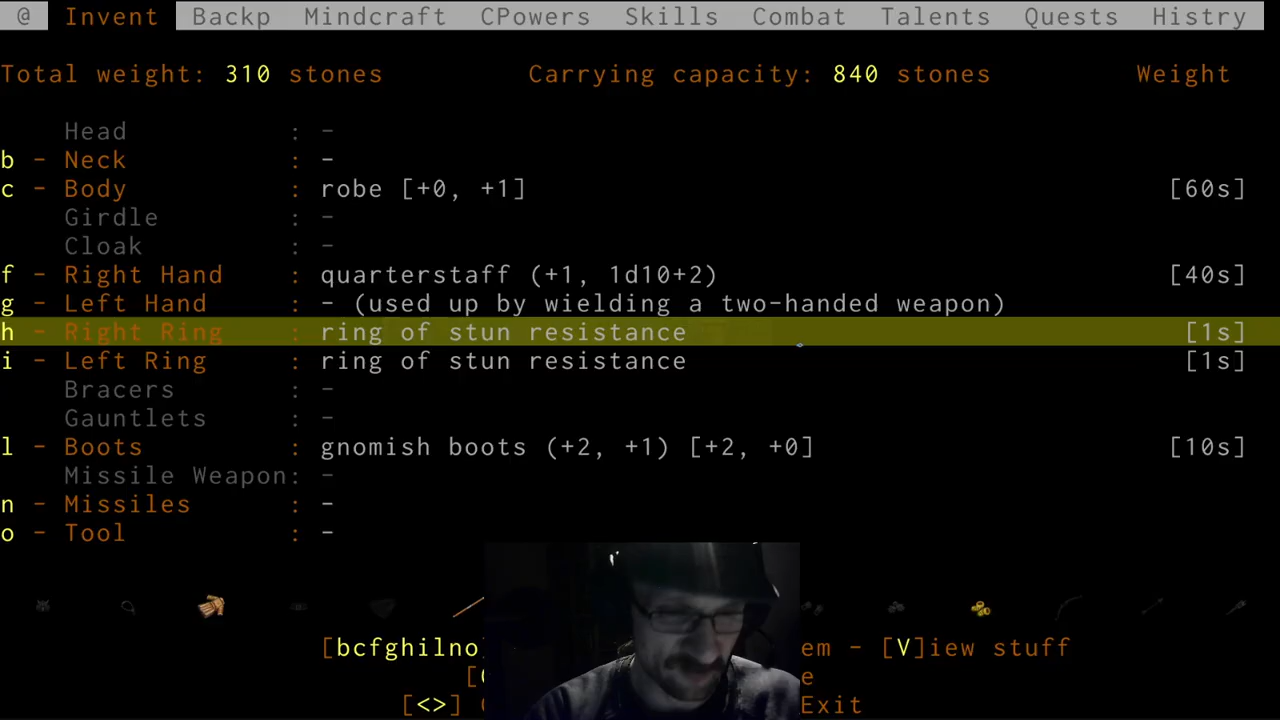 @ Invent Backp Mindcraft CPowers Skills Combat Talents Quests Histry
Total weight: 310 stones Carrying capacity: 840 stones Weight
Head : -
b - Neck : -
c - Body : robe [+0, +1] [60s]
Girdle : -
Cloak : -
f - Right Hand : quarterstaff (+1, 1d10+2) [40s]
g - Left Hand : - (used up by wielding a two-handed weapon)
h - Right Ring : ring of stun resistance [1s]
i - Left Ring : ring of stun resistance [1s]
Bracers : -
Gauntlets : -
l - Boots : gnomish boots (+2, +1) [+2, +0] [10s]
Missile Weapon: -
n - Missiles : -
o - Tool : -
[bcfghilno em - [V]iew stuff
[ e
[<>] Exit